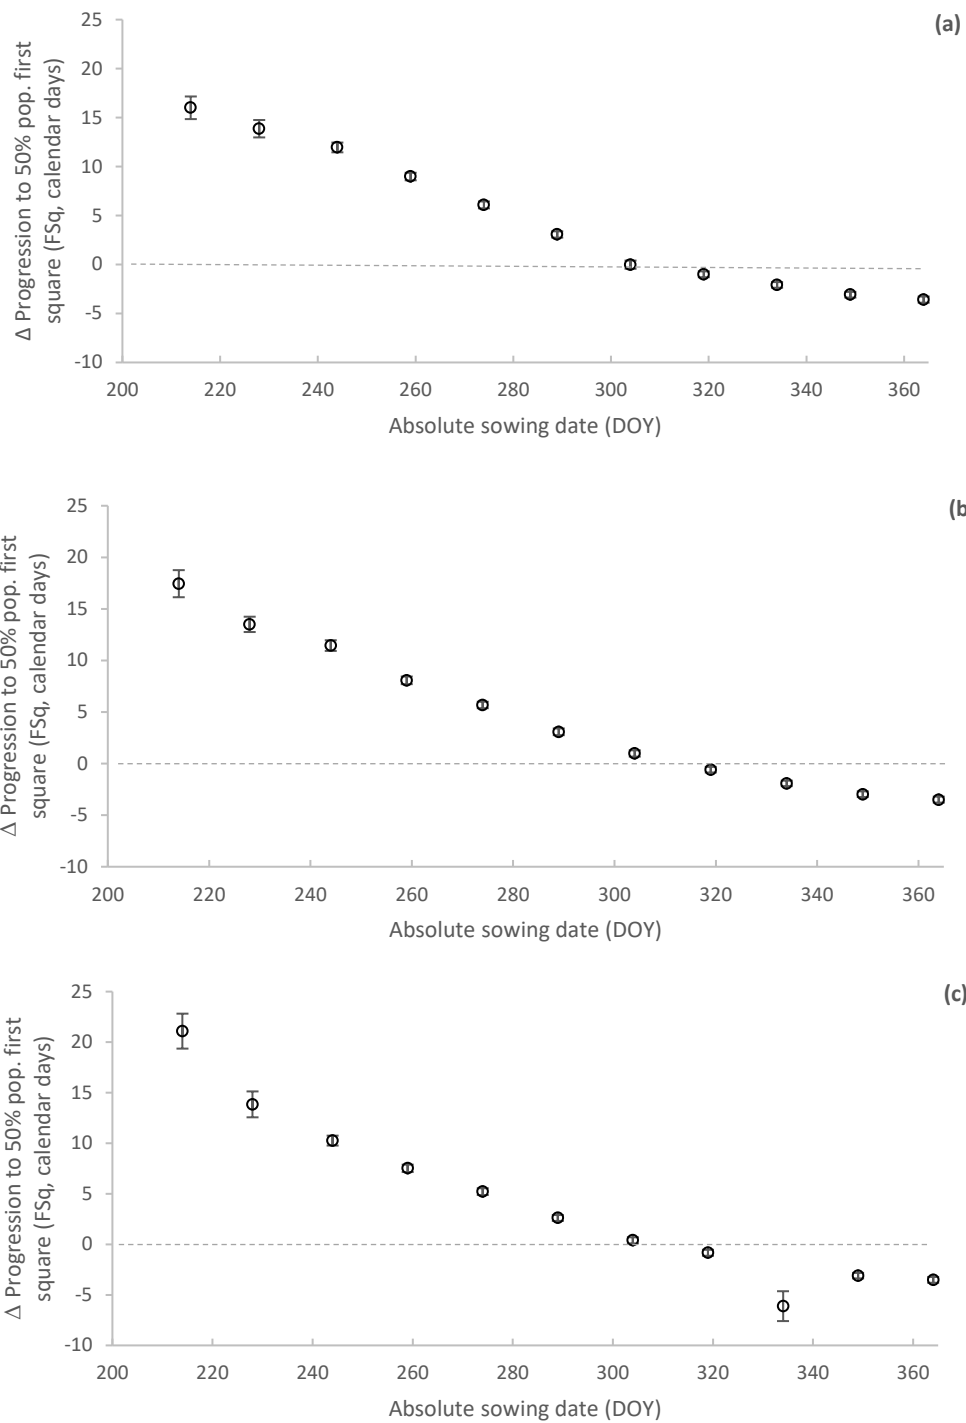 (a)
Δ Progression to 50% pop. first
square (FSq, calendar days)
25
20
15
10
5
0
-5
-10
200 220 240 260 280 300 320 340 360
Absolute sowing date (DOY)
(b
Δ Progression to 50% pop. first
square (FSq, calendar days)
25
20
15
10
5
0
-5
-10
200 220 240 260 280 300 320 340 360
Absolute sowing date (DOY)
(c)
Δ Progression to 50% pop. first
square (FSq, calendar days)
25
20
15
10
5
0
-5
-10
200 220 240 260 280 300 320 340 360
Absolute sowing date (DOY)